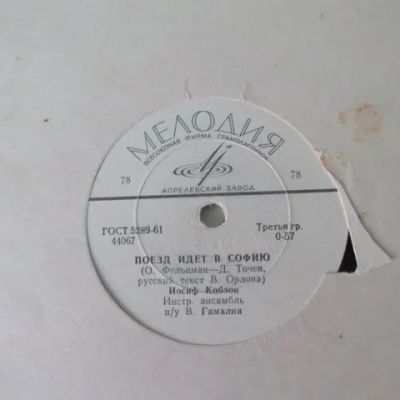 МЕЛОДИЯ
ВСЕСОЮЗНАЯ ФИРМА ГРАМПЛАСТИНОК
78 78
АПРЕЛЕВСКИЙ ЗАВОД
ГОСТ 5289-61 Третья гр.
44067 0-57
ПОЕЗД ИДЕТ В СОФИЮ
(О. Фельцман—Д. Точев,
русский текст В. Орлова)
Иосиф Кобзон
Инстр. ансамбль
п/у В. Гамалия